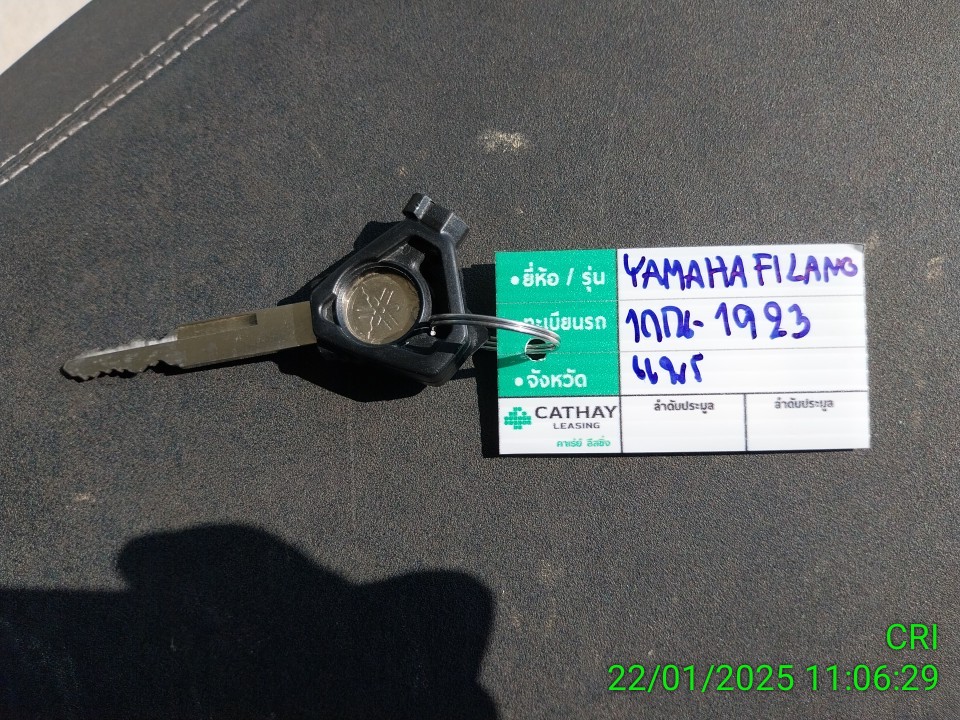 •ยี่ห้อ / รุ่น YAMAHA FILANO
ทะเบียนรถ 1กณ-1923
•จังหวัด แพร่
CATHAY
LEASING
คาเธ่ย์ ลีสซิ่ง
ลำดับประมูล ลำดับประมูล
CRI
22/01/2025 11:06:29